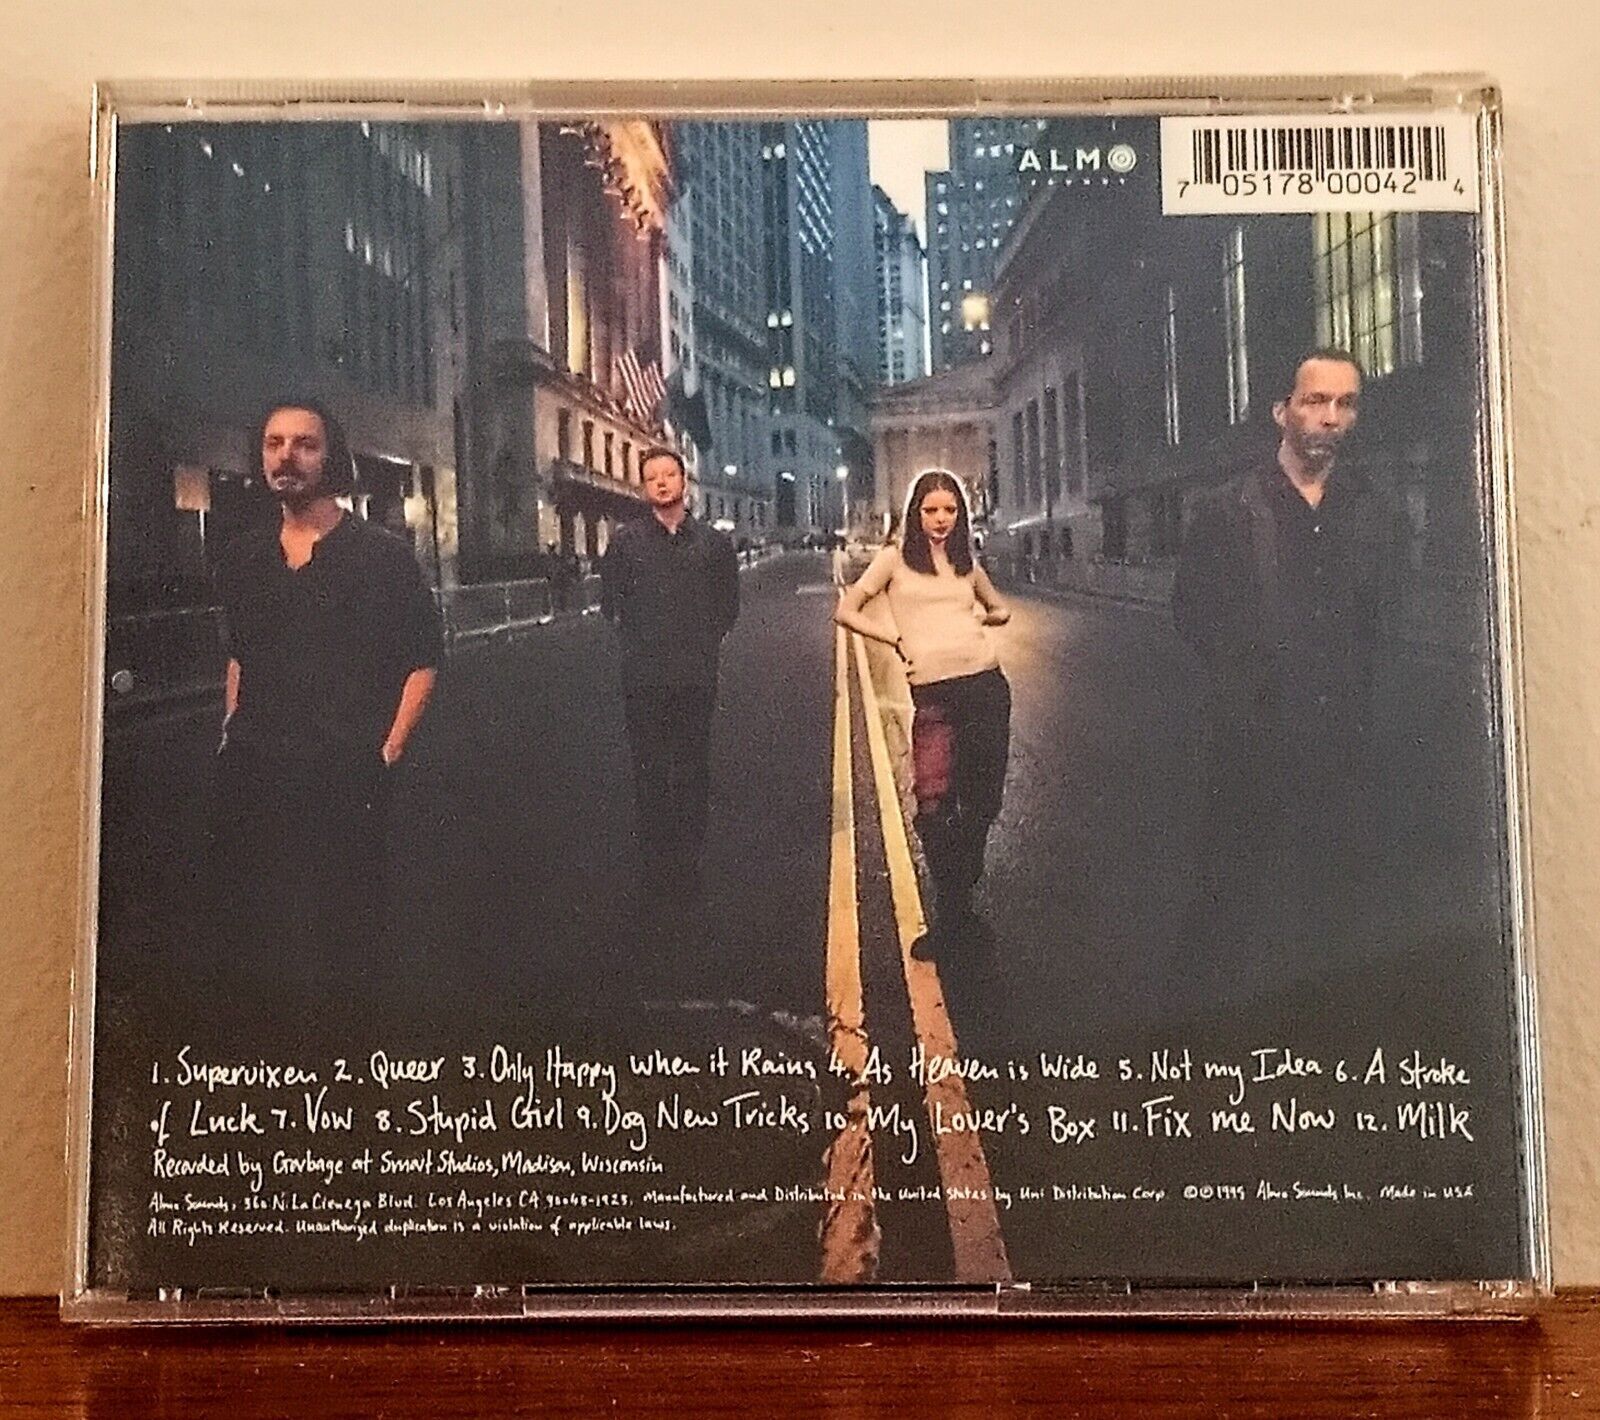 ALMO
SOUNDS
7 05178 00042 4
1. Supervixen 2. Queer 3. Only Happy When it Rains 4. As Heaven is Wide 5. Not my Idea 6. A Stroke
of Luck 7. Vow 8. Stupid Girl 9. Dog New Tricks 10. My Lover's Box 11. Fix me Now 12. Milk
Recorded by Garbage at Smart Studios, Madison, Wisconsin
Almo Sounds, 360 N. La Cienega Blvd. Los Angeles CA 90048-1925. Manufactured and Distributed in the United States by Uni Distribution Corp ℗© 1995 Almo Sounds, Inc. Made in USA
All Rights Reserved. Unauthorized duplication is a violation of applicable laws.